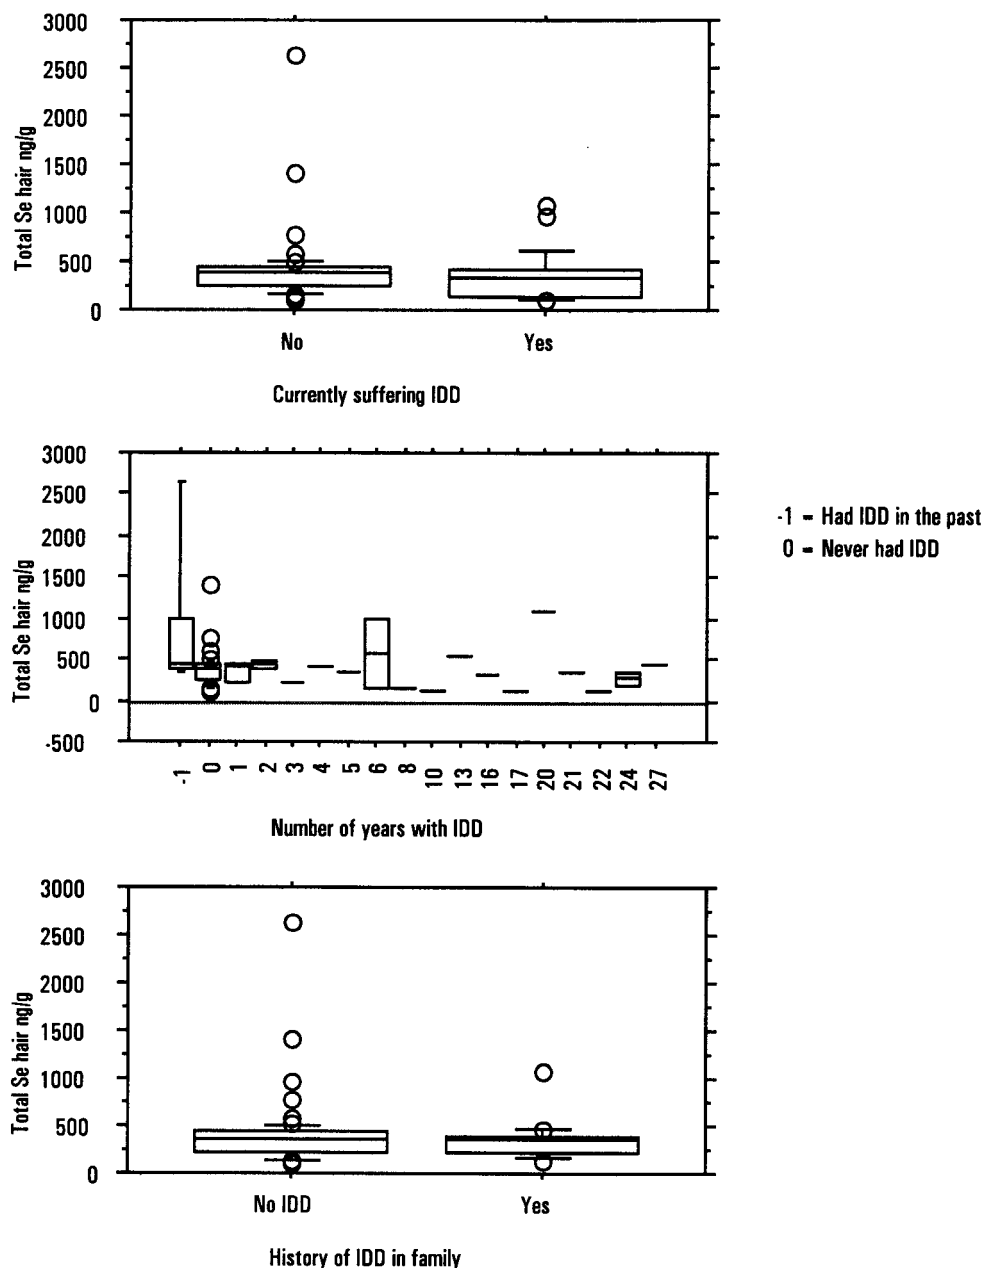 3000
2500
2000
1500
1000
500
0
Total Se hair ng/g
No
Yes
Currently suffering IDD
3000
2500
2000
1500
1000
500
0
-500
Total Se hair ng/g
-1 = Had IDD in the past
0 = Never had IDD
-1 0 1 2 3 4 5 6 8 10 13 16 17 20 21 22 24 27
Number of years with IDD
3000
2500
2000
1500
1000
500
0
Total Se hair ng/g
No IDD
Yes
History of IDD in family